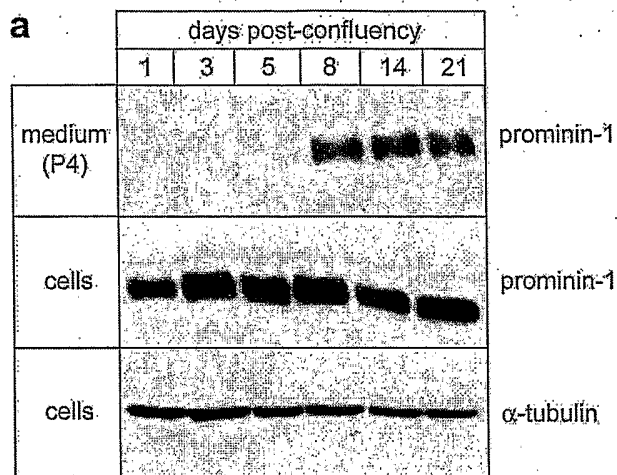 a
days post-confluency
1 3 5 8 14 21
medium
(P4)
prominin-1
cells
prominin-1
cells
α-tubulin